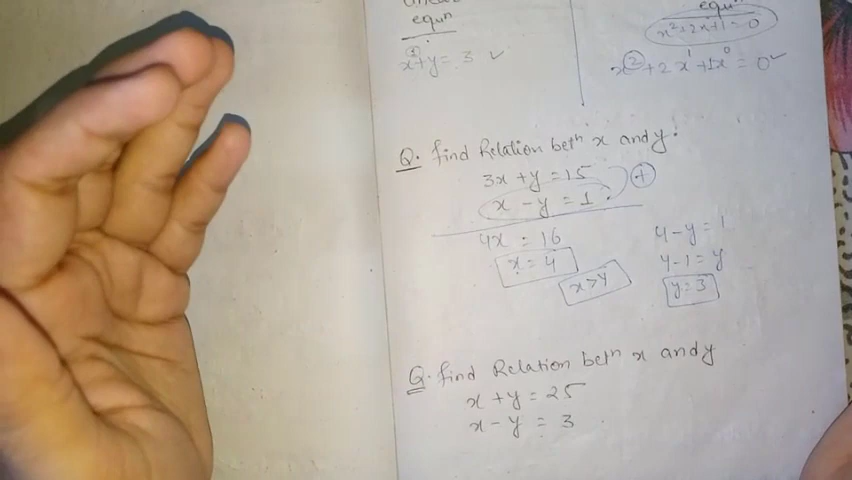 equn
equn
x²+2x+1=0
x+y = 3 ✓
x²+2x¹+1x⁰=0✓
Q. find Relation betⁿ x and y.
3x+y=15
x-y=1
+
4x = 16
x=4
x>y
4-y=1
4-1=y
y=3
Q. find Relation betⁿ x and y
x+y=25
x-y = 3